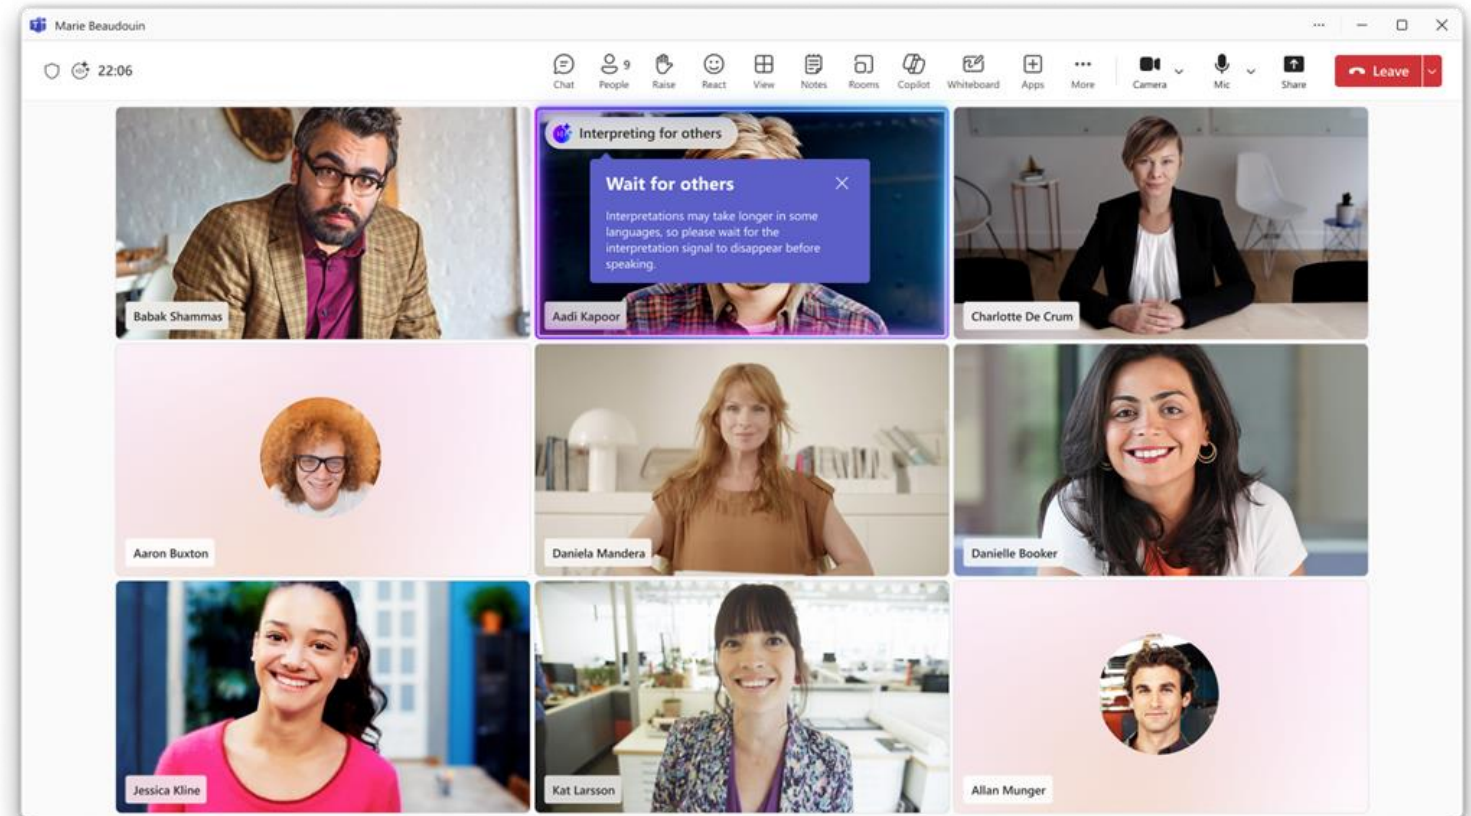 Marie Beaudouin
22:06
Chat
People 9
Raise
React
View
Notes
Rooms
Copilot
Whiteboard
Apps
More
Camera
Mic
Share
Leave
Interpreting for others
Wait for others
Interpretations may take longer in some
languages, so please wait for the
interpretation signal to disappear before
speaking.
Babak Shammas
Aadi Kapoor
Charlotte De Crum
Aaron Buxton
Daniela Mandera
Danielle Booker
Jessica Kline
Kat Larsson
Allan Munger